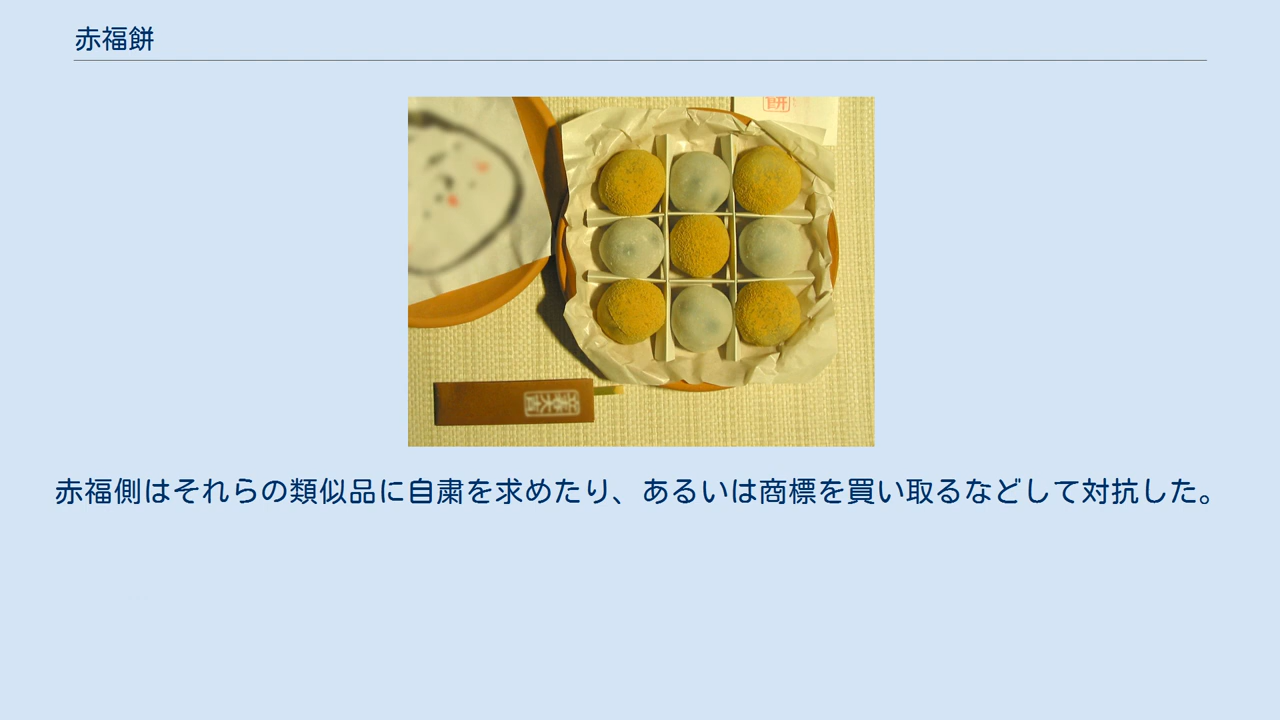 赤福餅
餅
赤福側はそれらの類似品に自粛を求めたり、あるいは商標を買い取るなどして対抗した。